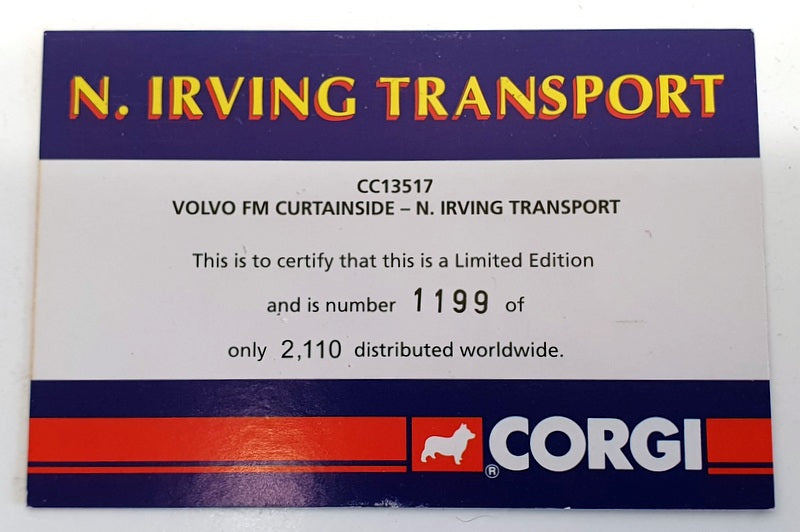 N. IRVING TRANSPORT
CC13517
VOLVO FM CURTAINSIDE – N. IRVING TRANSPORT
This is to certify that this is a Limited Edition
and is number 1199 of
only 2,110 distributed worldwide.
® CORGI